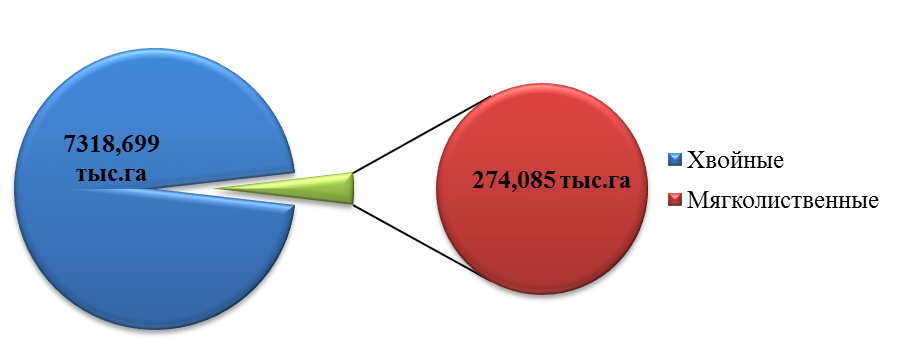 7318,699
тыс.га
274,085 тыс.га
Хвойные
Мягколиственные